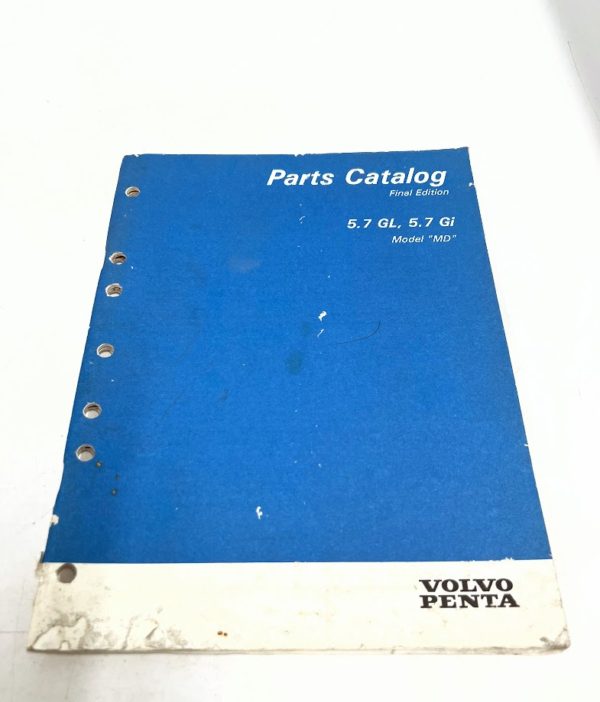 Parts Catalog
Final Edition
5.7 GL, 5.7 Gi
Model "MD"
VOLVO
PENTA